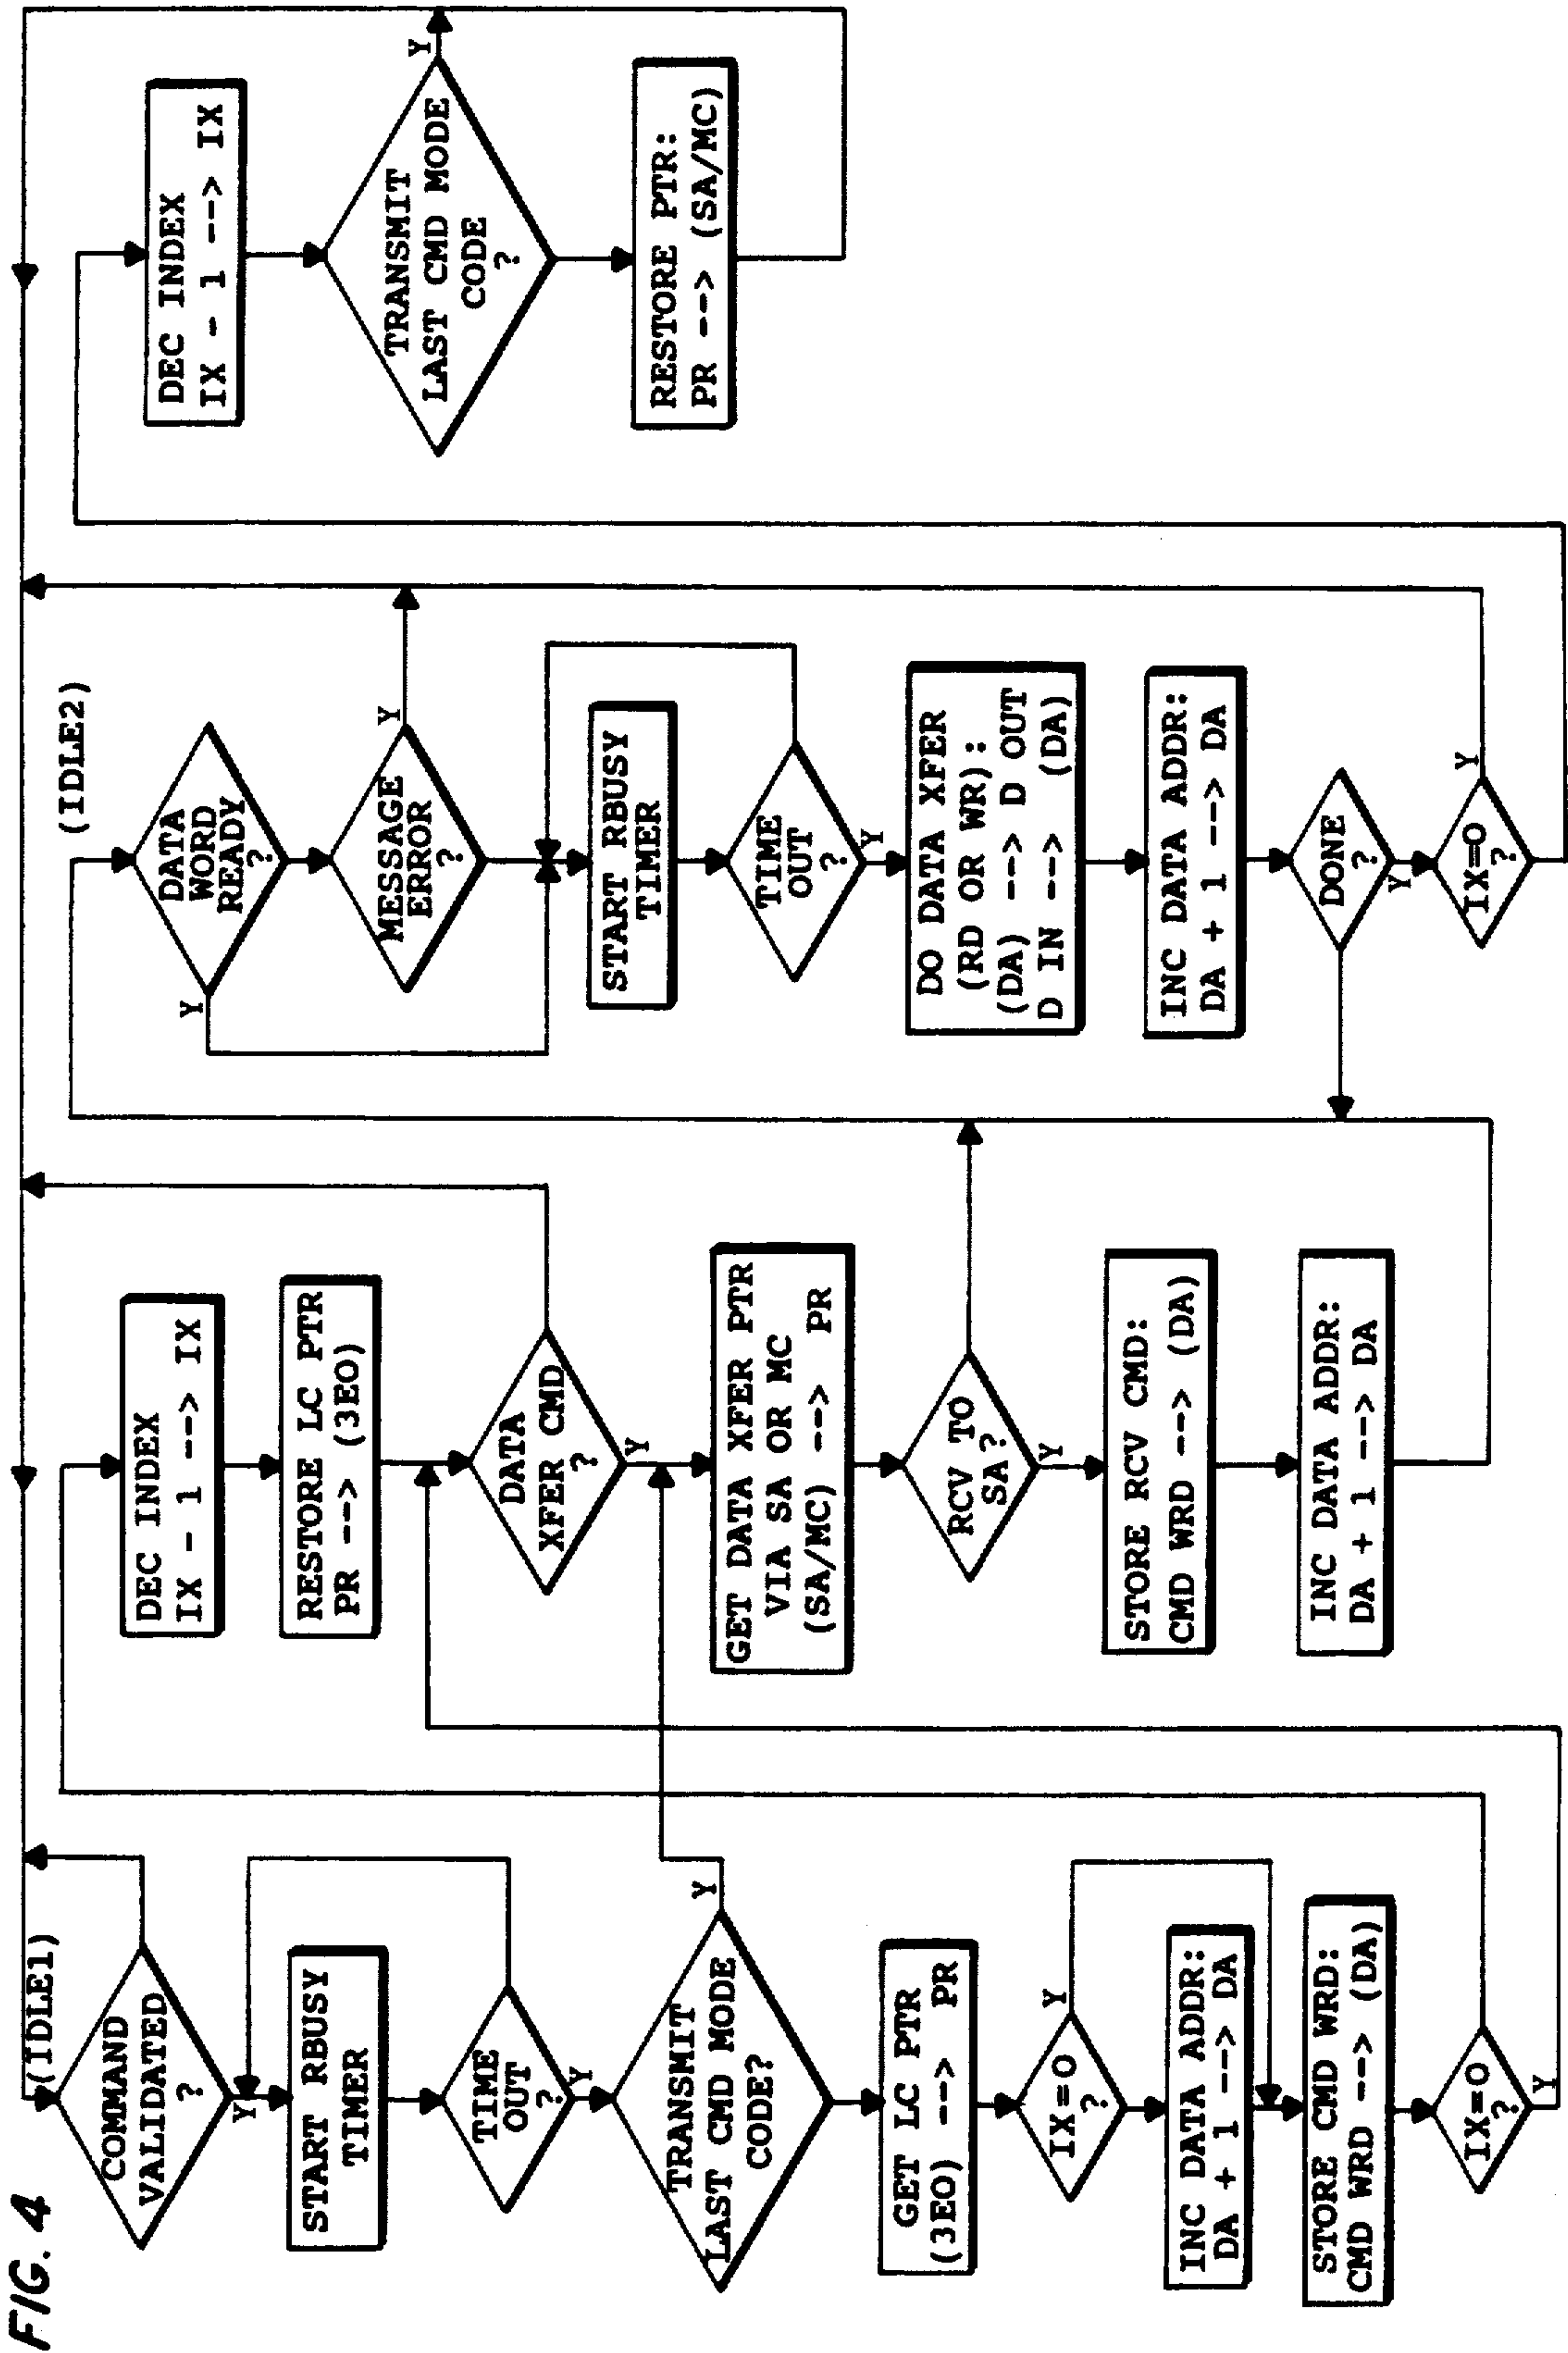 FIG. 4
(IDLE1)
COMMAND
VALIDATED
?
Y
START RBUSY
TIMER
TIME
OUT
?
Y
TRANSMIT
LAST CMD MODE
CODE?
Y
GET LC PTR
(3EO) --> PR
IX=O
?
Y
INC DATA ADDR:
DA + 1 --> DA
STORE CMD WRD:
CMD WRD --> (DA)
IX=O
?
Y
DEC INDEX
IX - 1 --> IX
RESTORE LC PTR
PR --> (3EO)
DATA
XFER CMD
?
Y
GET DATA XFER PTR
VIA SA OR MC
(SA/MC) --> PR
RCV TO
SA?
Y
STORE RCV CMD:
CMD WRD --> (DA)
INC DATA ADDR:
DA + 1 --> DA
(IDLE2)
DATA
WORD
READY
?
Y
MESSAGE
ERROR
?
Y
START RBUSY
TIMER
TIME
OUT
?
Y
DO DATA XFER
(RD OR WR):
(DA) --> D OUT
D IN --> (DA)
INC DATA ADDR:
DA + 1 --> DA
DONE
?
Y
IX=O
?
Y
DEC INDEX
IX - 1 --> IX
TRANSMIT
LAST CMD MODE
CODE
?
Y
RESTORE PTR:
PR --> (SA/MC)